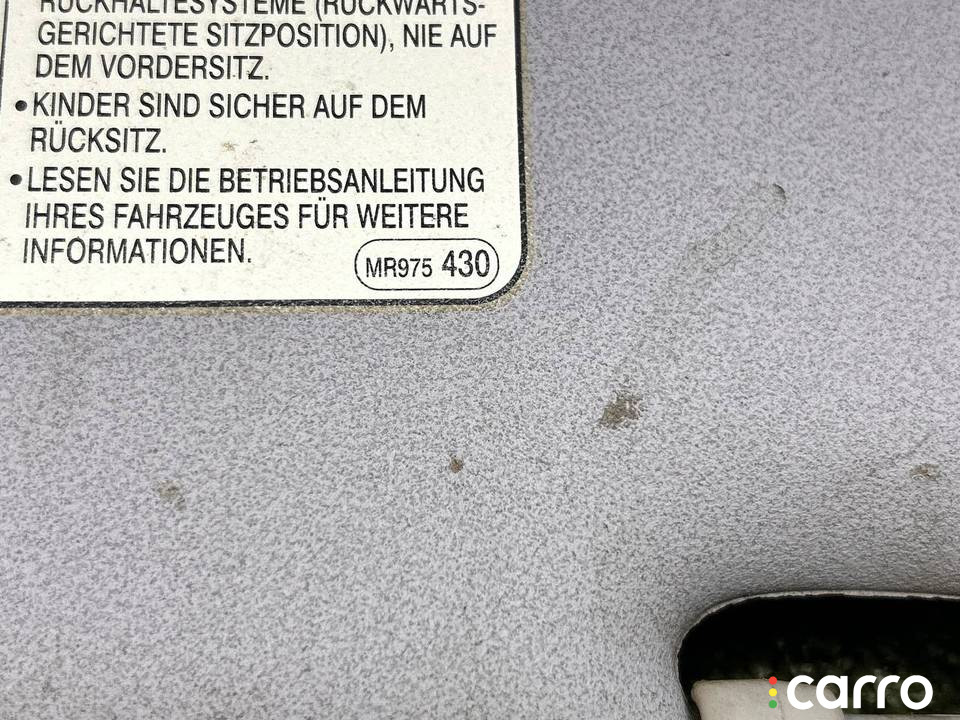 RÜCKHALTESYSTEME (RÜCKWÄRTS-
GERICHTETE SITZPOSITION), NIE AUF
DEM VORDERSITZ.
•KINDER SIND SICHER AUF DEM
RÜCKSITZ.
•LESEN SIE DIE BETRIEBSANLEITUNG
IHRES FAHRZEUGES FÜR WEITERE
INFORMATIONEN.
MR975 430
carro